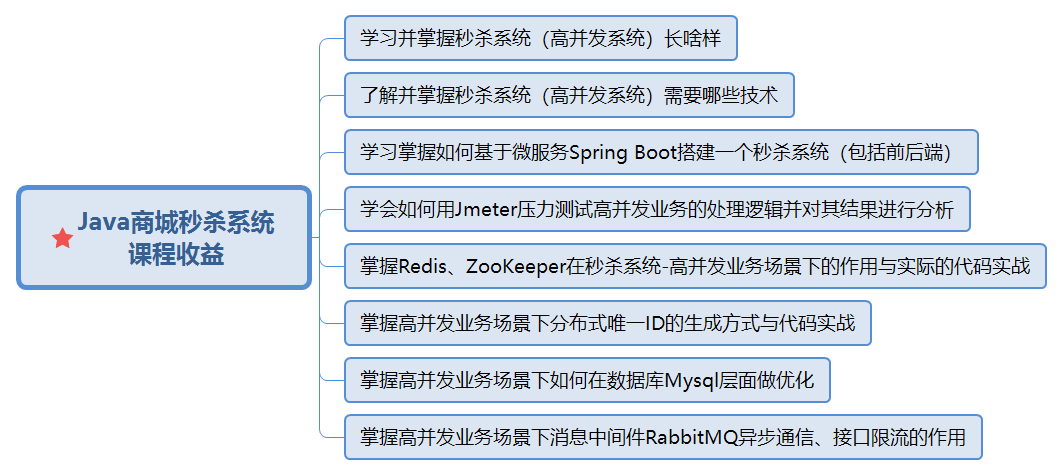 Java商城秒杀系统
课程收益
学习并掌握秒杀系统（高并发系统）长啥样
了解并掌握秒杀系统（高并发系统）需要哪些技术
学习掌握如何基于微服务Spring Boot搭建一个秒杀系统（包括前后端）
学会如何用Jmeter压力测试高并发业务的处理逻辑并对其结果进行分析
掌握Redis、ZooKeeper在秒杀系统-高并发业务场景下的作用与实际的代码实战
掌握高并发业务场景下分布式唯一ID的生成方式与代码实战
掌握高并发业务场景下如何在数据库Mysql层面做优化
掌握高并发业务场景下消息中间件RabbitMQ异步通信、接口限流的作用